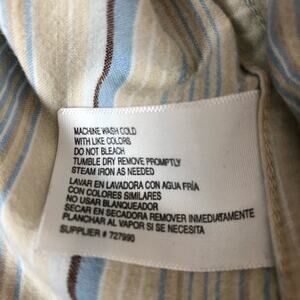 MACHINE WASH COLD
WITH LIKE COLORS
DO NOT BLEACH
TUMBLE DRY REMOVE PROMPTLY
STEAM IRON AS NEEDED
LAVAR EN LAVADORA CON AGUA FRÍA
CON COLORES SIMILARES
NO USAR BLANQUEADOR
SECAR EN SECADORA REMOVER INMEDIATAMENTE
PLANCHAR AL VAPOR SI SE NECESITA
SUPPLIER # 727990